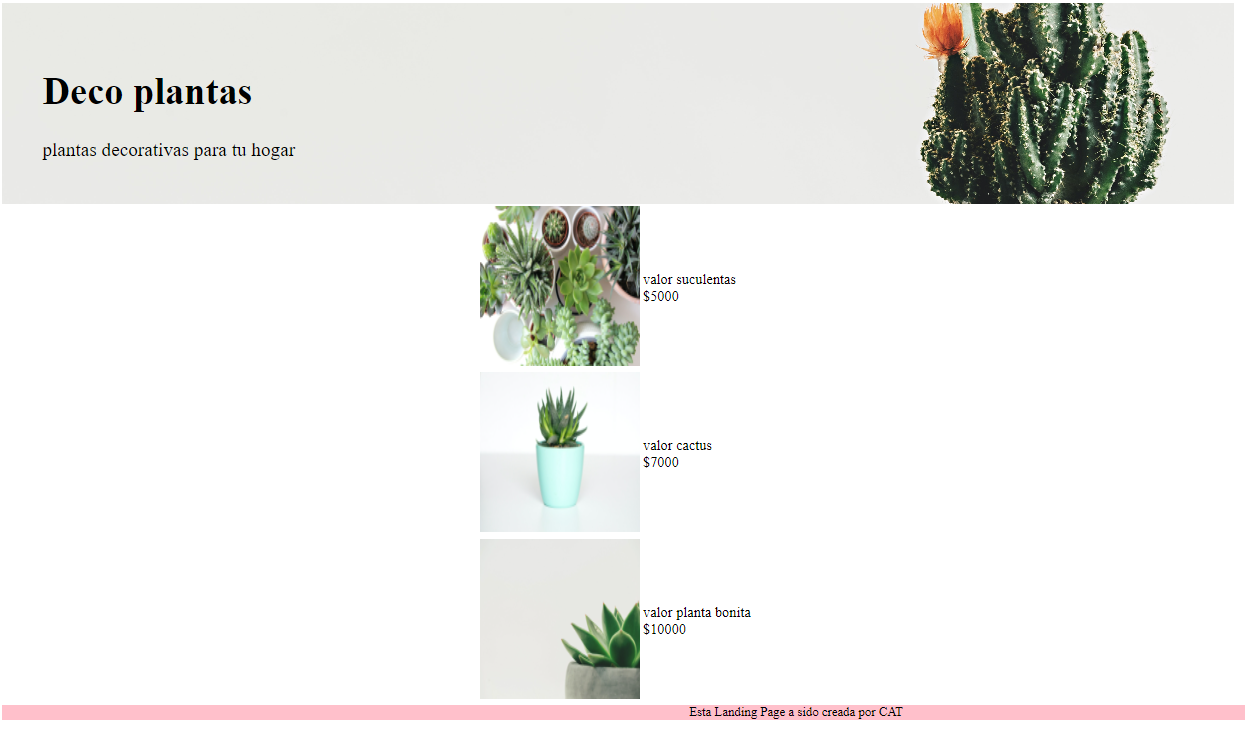 Deco plantas
plantas decorativas para tu hogar
valor suculentas
$5000
valor cactus
$7000
valor planta bonita
$10000
Esta Landing Page a sido creada por CAT